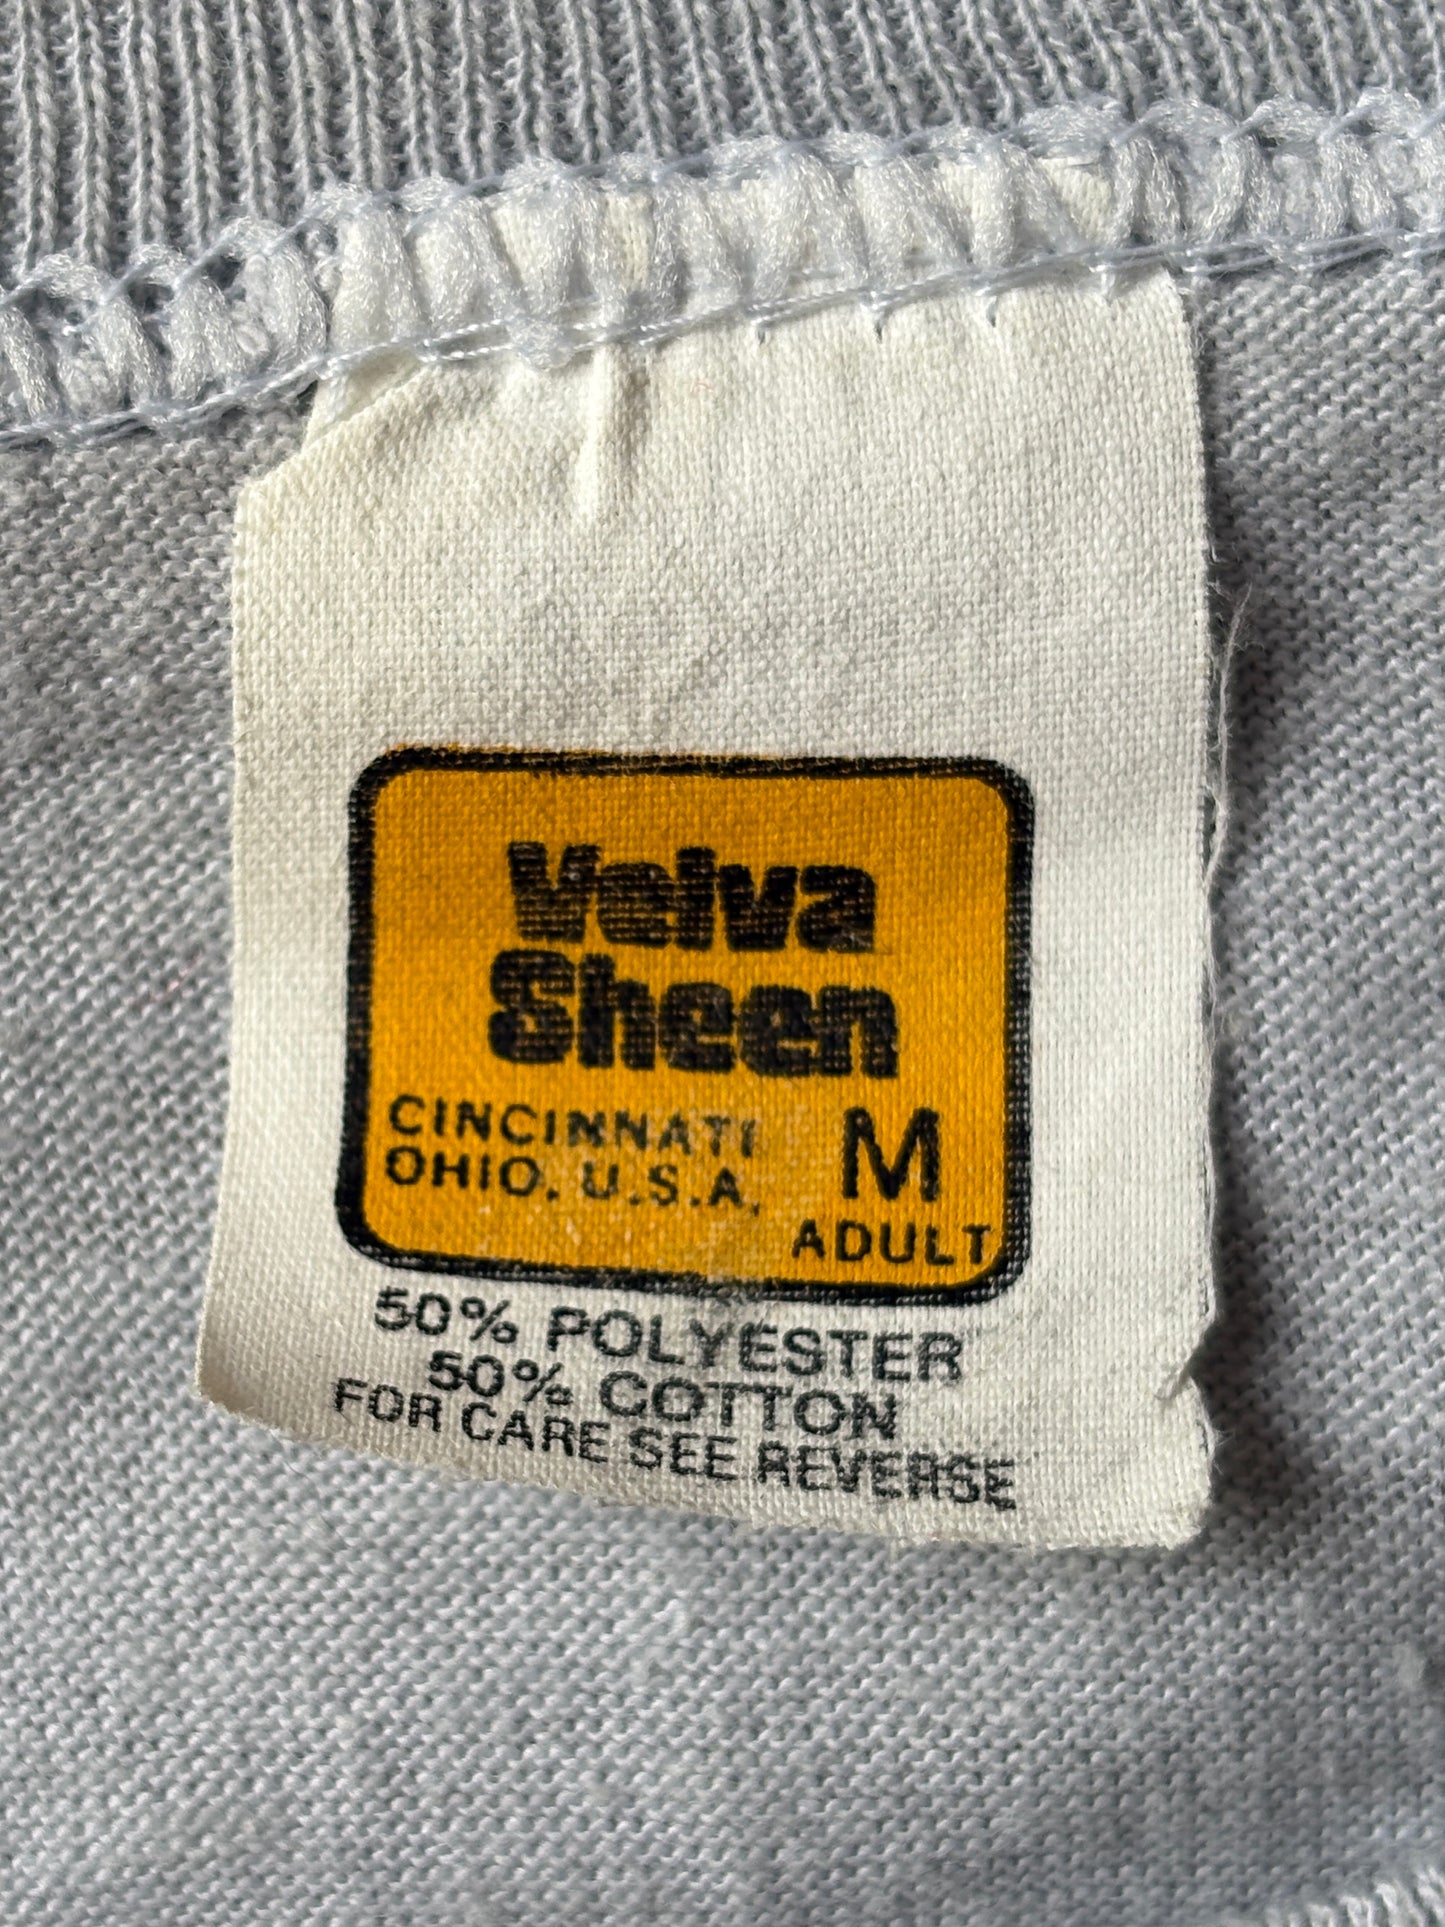 Velva
Sheen
CINCINNATI
OHIO, U.S.A.
M
ADULT
50% POLYESTER
50% COTTON
FOR CARE SEE REVERSE